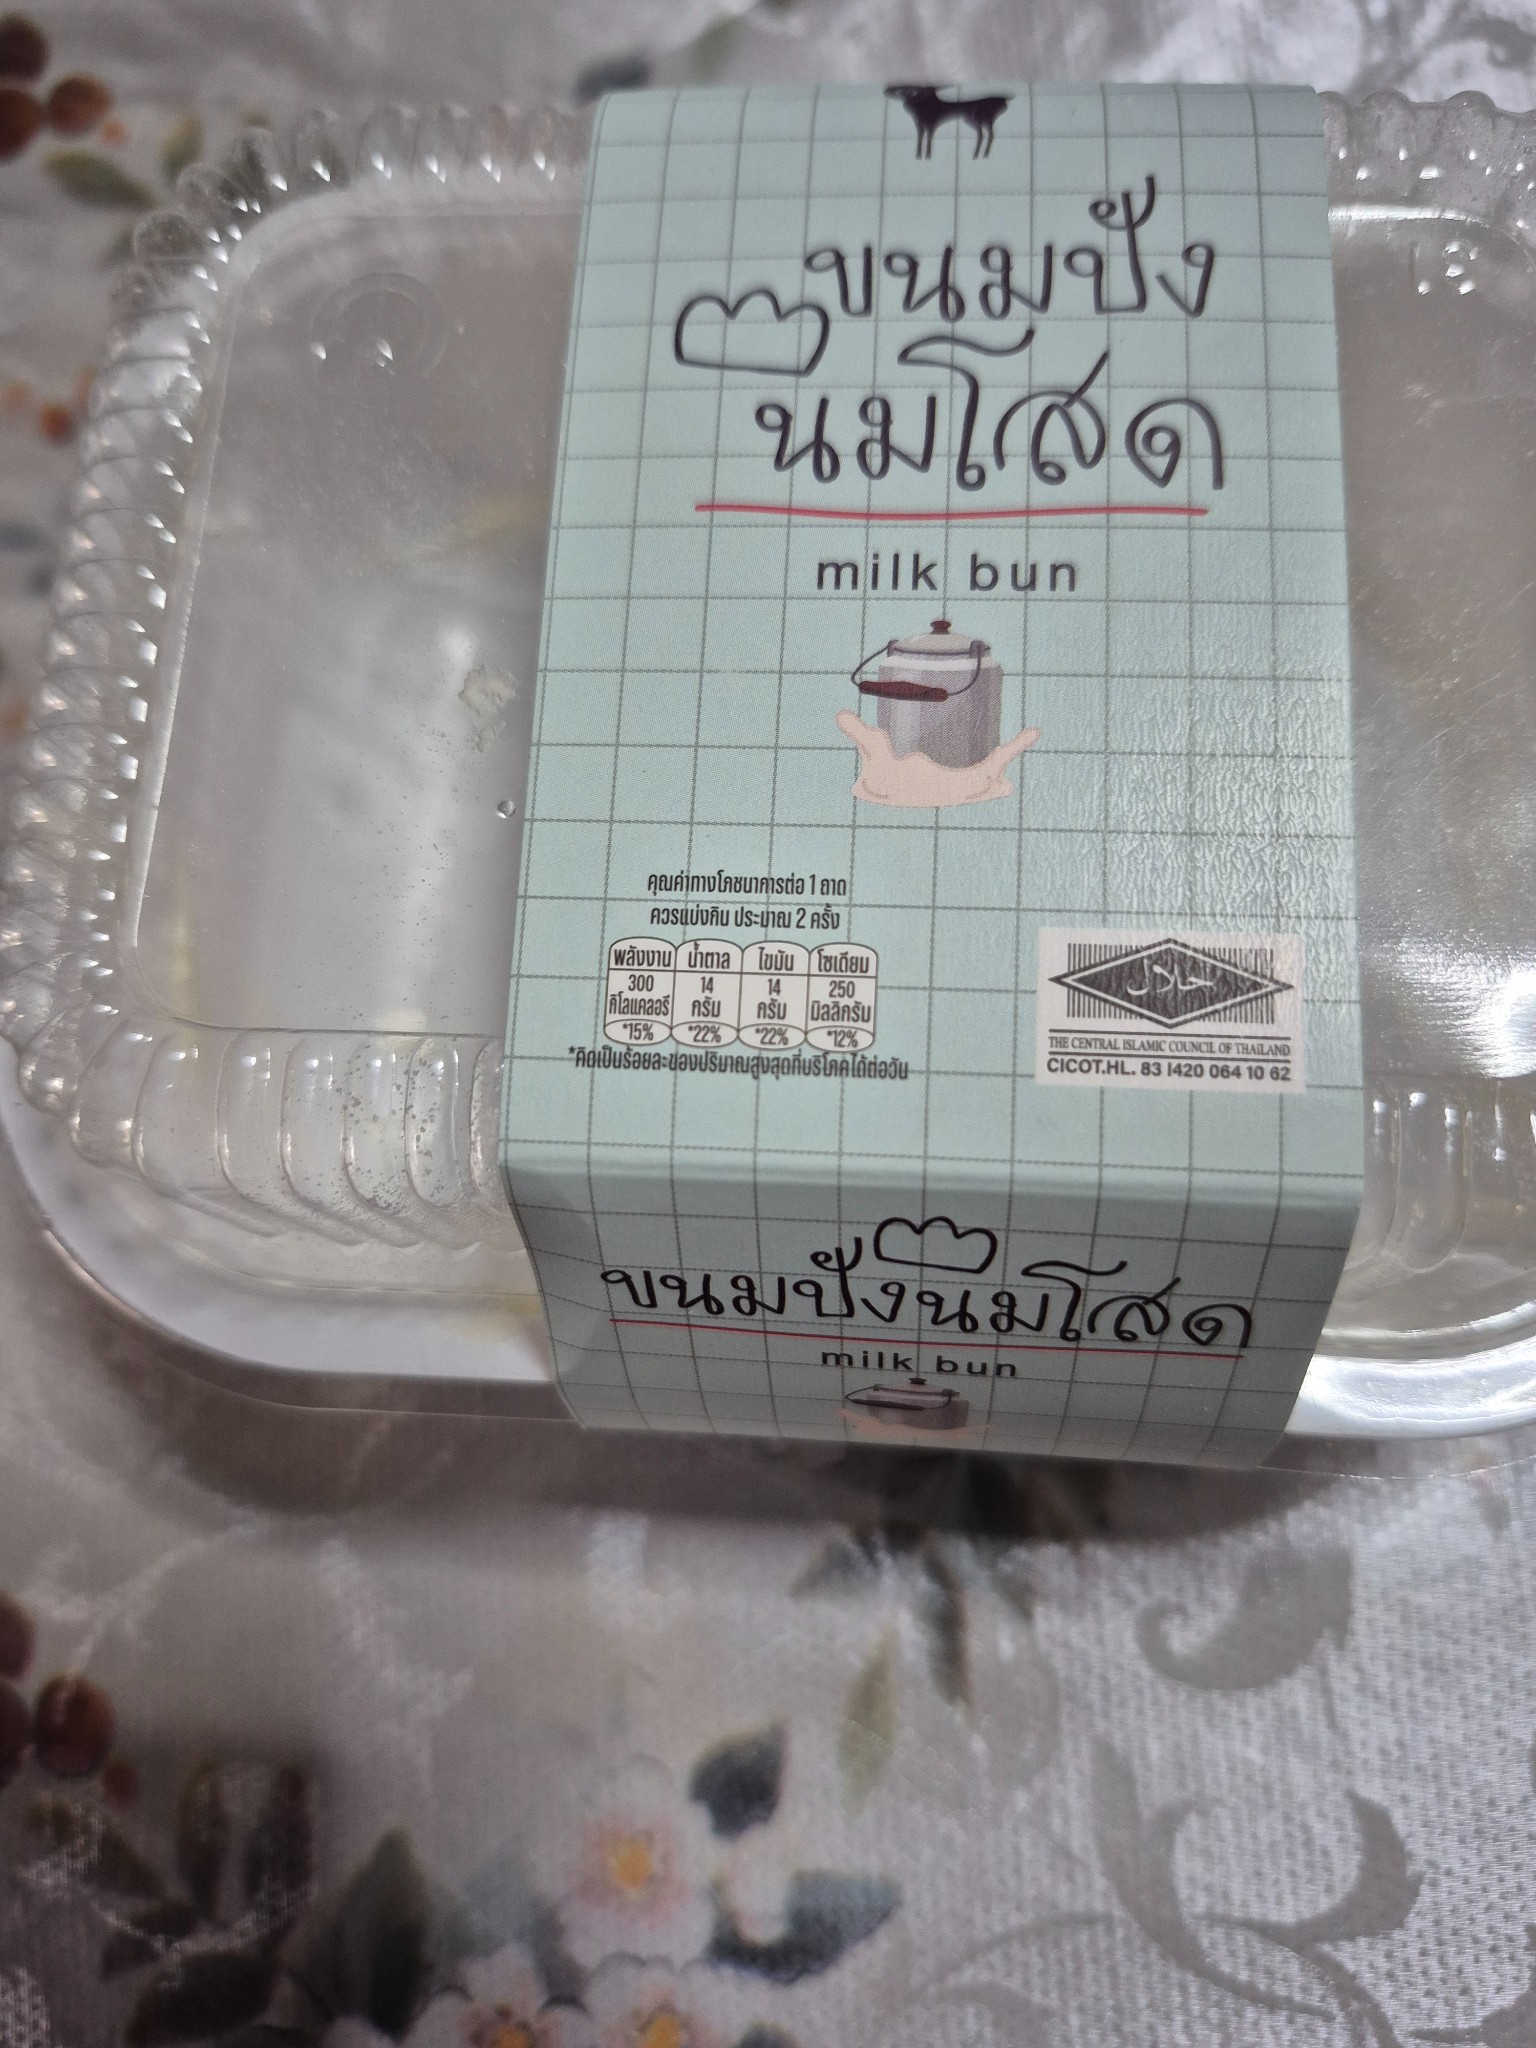 ขนมปัง
นมโสด
milk bun
คุณค่าทางโภชนาการต่อ 1 ถาด
ควรแบ่งกิน ประมาณ 2 ครั้ง
พลังงาน น้ำตาล ไขมัน โซเดียม
300 14 14 250
กิโลแคลอรี กรัม กรัม มิลลิกรัม
*15% *22% *22% *12%
*คิดเป็นร้อยละของปริมาณสูงสุดที่บริโภคได้ต่อวัน
حلال
THE CENTRAL ISLAMIC COUNCIL OF THAILAND
CICOT.HL. 83 I420 064 10 62
ขนมปังนมโสด
milk bun